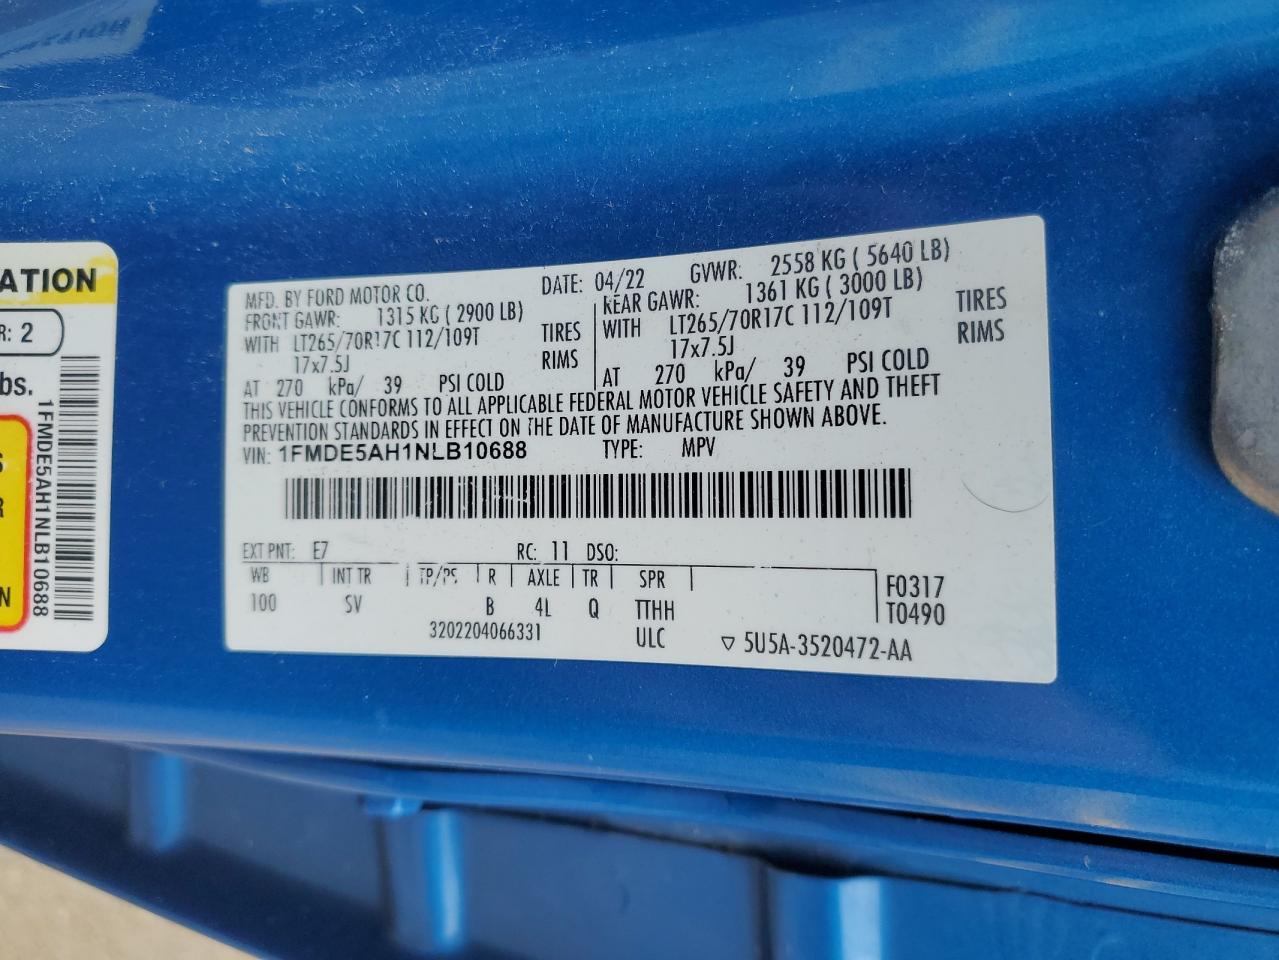 ATION
R: 2
bs.
1FMDE5AH1NLB10688
S
R
N
MFD. BY FORD MOTOR CO.
DATE: 04/22 GVWR: 2558 KG ( 5640 LB)
FRONT GAWR: 1315 KG ( 2900 LB)
WITH LT265/70R17C 112/109T TIRES
17x7.5J RIMS
AT 270 kPa/ 39 PSI COLD
REAR GAWR: 1361 KG ( 3000 LB)
WITH LT265/70R17C 112/109T TIRES
17x7.5J RIMS
AT 270 kPa/ 39 PSI COLD
THIS VEHICLE CONFORMS TO ALL APPLICABLE FEDERAL MOTOR VEHICLE SAFETY AND THEFT
PREVENTION STANDARDS IN EFFECT ON THE DATE OF MANUFACTURE SHOWN ABOVE.
VIN: 1FMDE5AH1NLB10688 TYPE: MPV
EXT PNT: E7 RC: 11 DSO:
WB INT TR TP/PS R AXLE TR SPR F0317
100 SV B 4L Q TTHH T0490
3202204066331 ULC ▽ 5U5A-3520472-AA